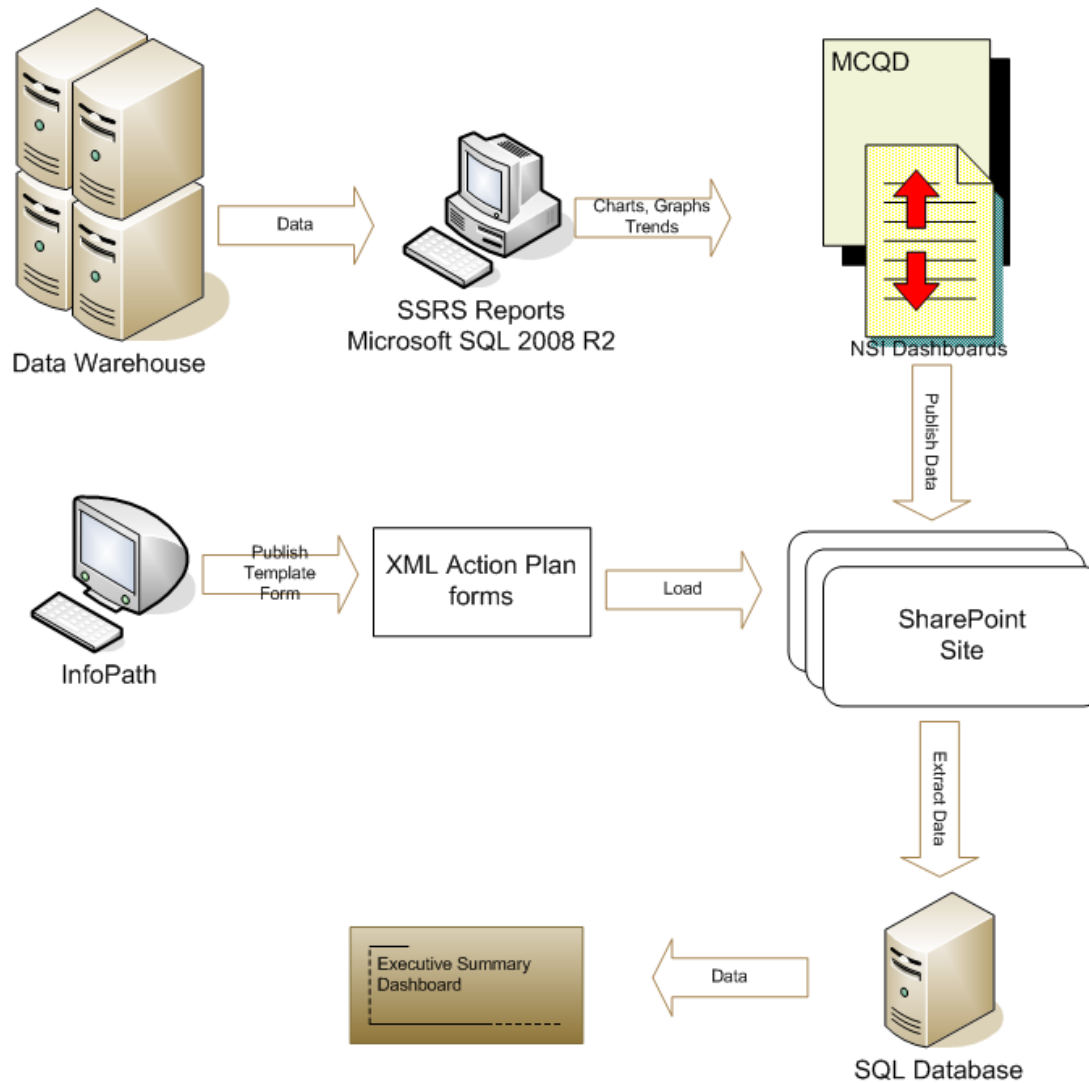 MCQD
Data
Charts, Graphs
Trends
SSRS Reports
Microsoft SQL 2008 R2
Data Warehouse
NSI Dashboards
Publish Data
Publish
Template
Form
XML Action Plan
forms
Load
SharePoint
Site
InfoPath
Extract Data
Executive Summary
Dashboard
Data
SQL Database